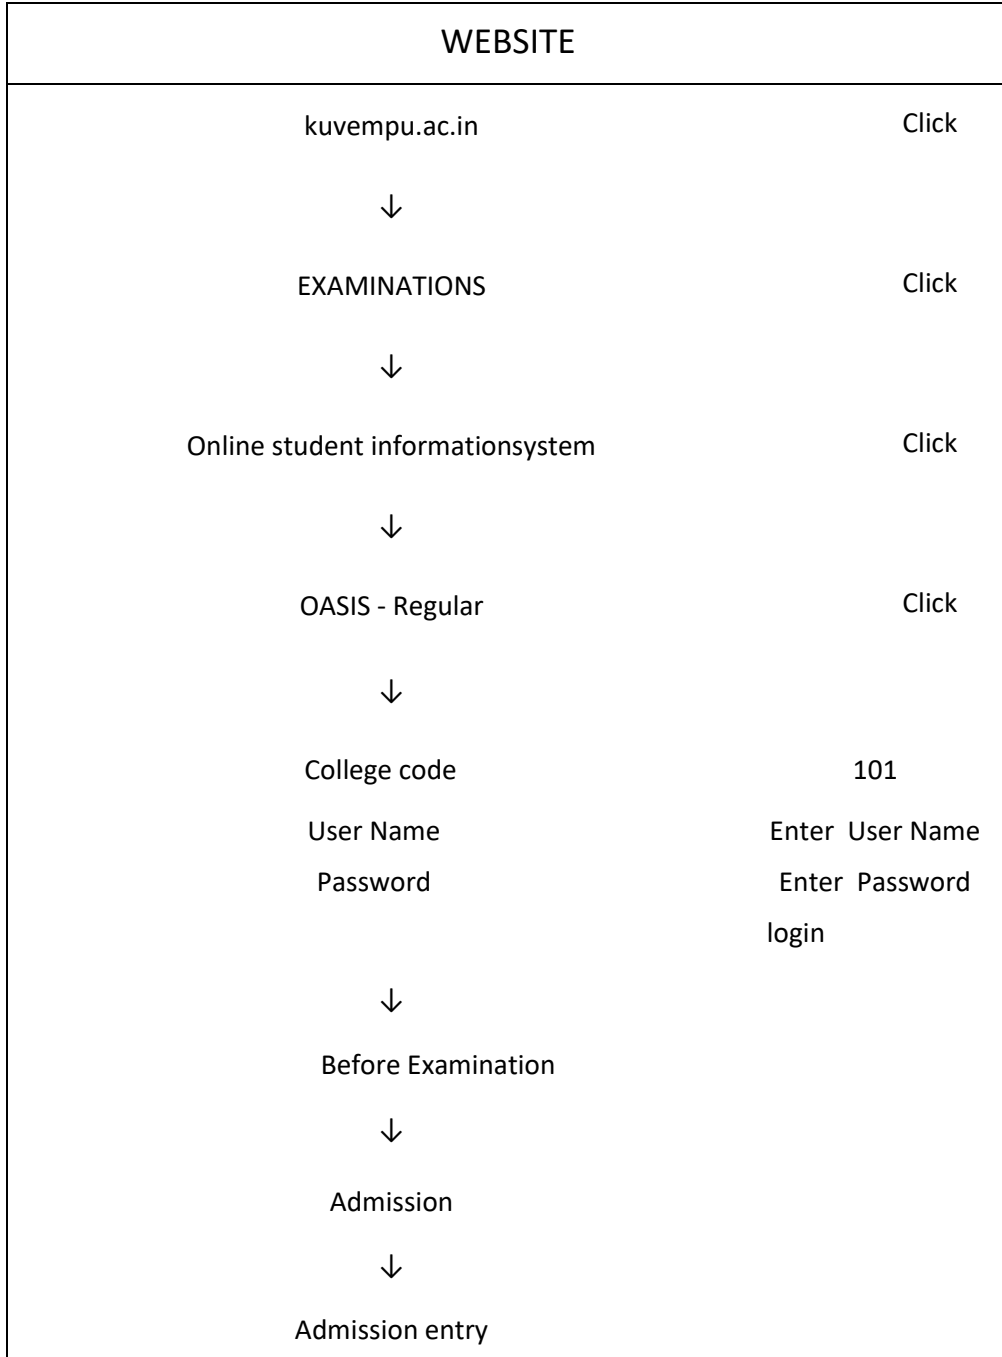 WEBSITE
kuvempu.ac.in Click
↓
EXAMINATIONS Click
↓
Online student informationsystem Click
↓
OASIS - Regular Click
↓
College code 101
User Name Enter User Name
Password Enter Password
login
↓
Before Examination
↓
Admission
↓
Admission entry